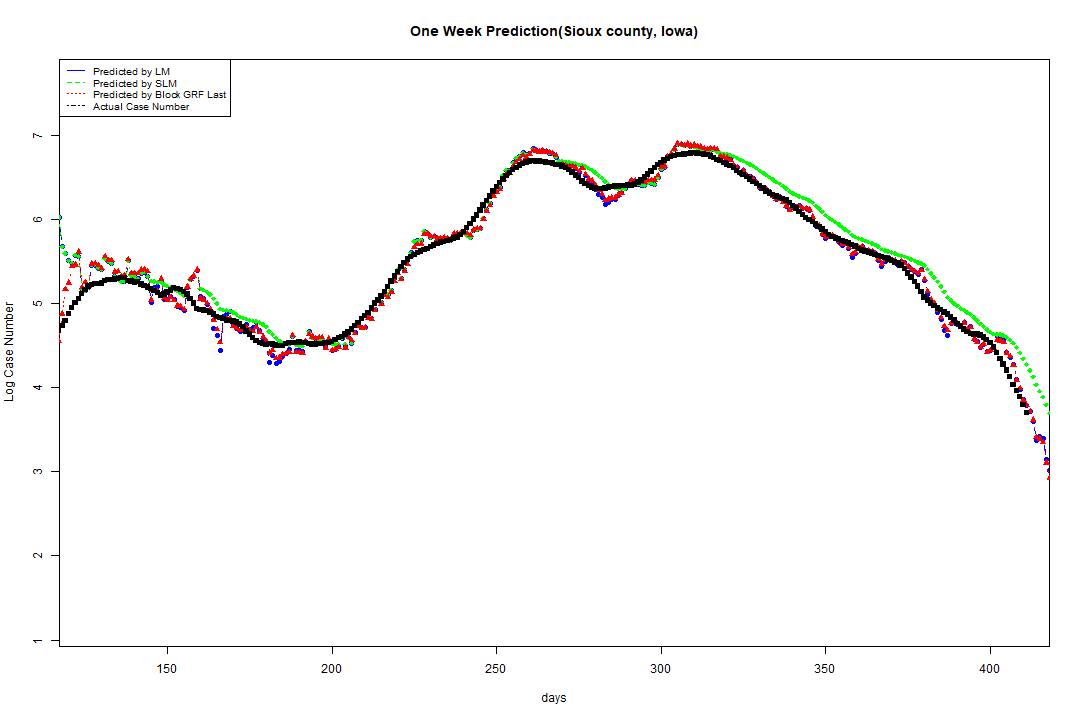 One Week Prediction(Sioux county, Iowa)
Predicted by LM
Predicted by SLM
Predicted by Block GRF Last
Actual Case Number
Log Case Number
7
6
5
4
3
2
1
150 200 250 300 350 400
days